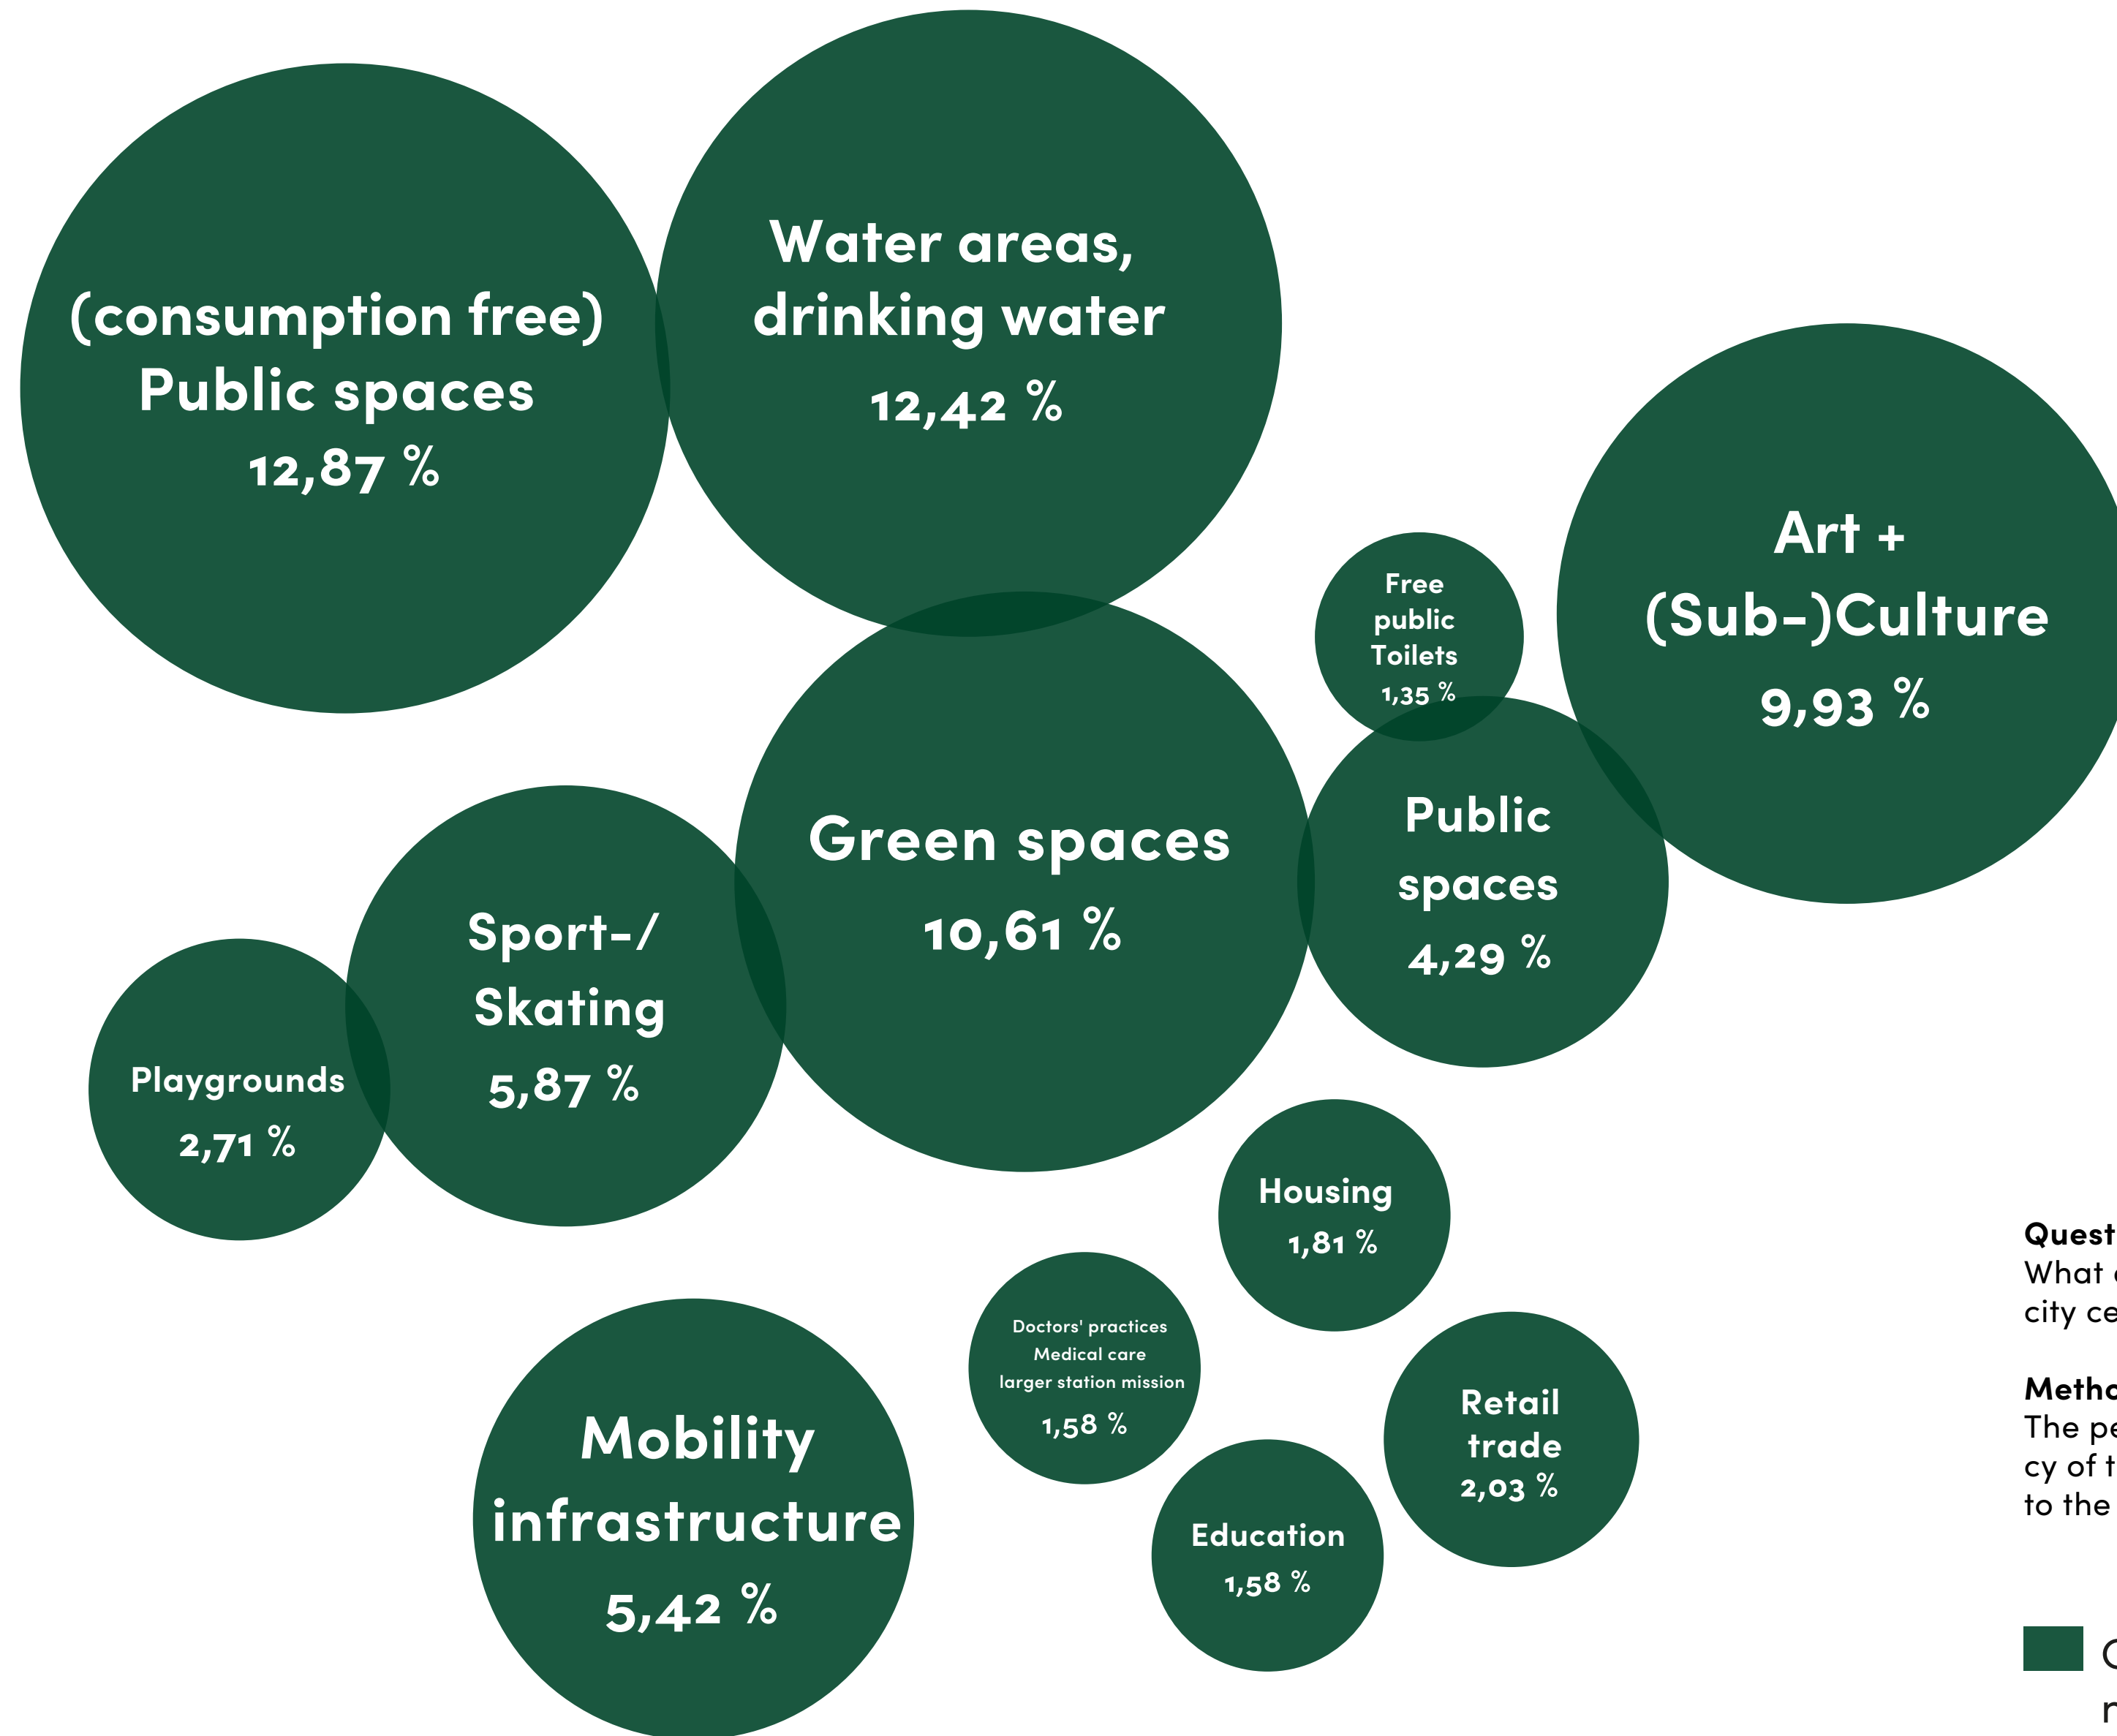 (consumption free)
Public spaces
12,87 %
Water areas,
drinking water
12,42 %
Art +
(Sub-)Culture
9,93 %
Free
public
Toilets
1,35 %
Green spaces
10,61 %
Public
spaces
4,29 %
Sport-/
Skating
5,87 %
Playgrounds
2,71 %
Housing
1,81 %
Doctors' practices
Medical care
larger station mission
1,58 %
Retail
trade
2,03 %
Mobility
infrastructure
5,42 %
Education
1,58 %
What
city
The
cy of
to the